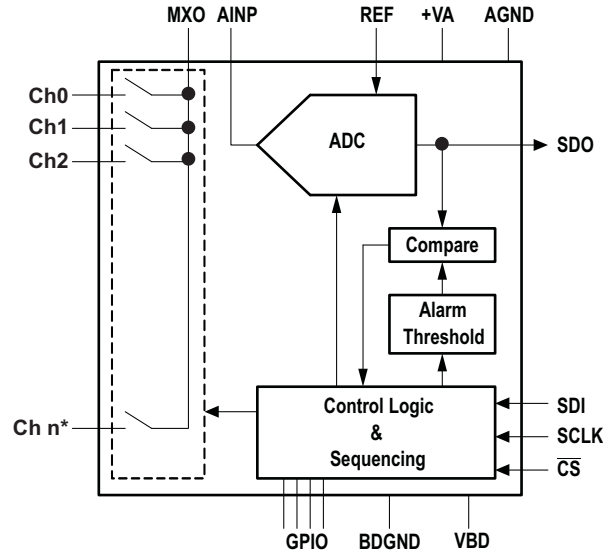 MXO AINP REF +VA AGND
Ch0
Ch1
Ch2
ADC
SDO
Compare
Alarm
Threshold
Ch n*
Control Logic
&
Sequencing
SDI
SCLK
C̅S̅
GPIO BDGND VBD